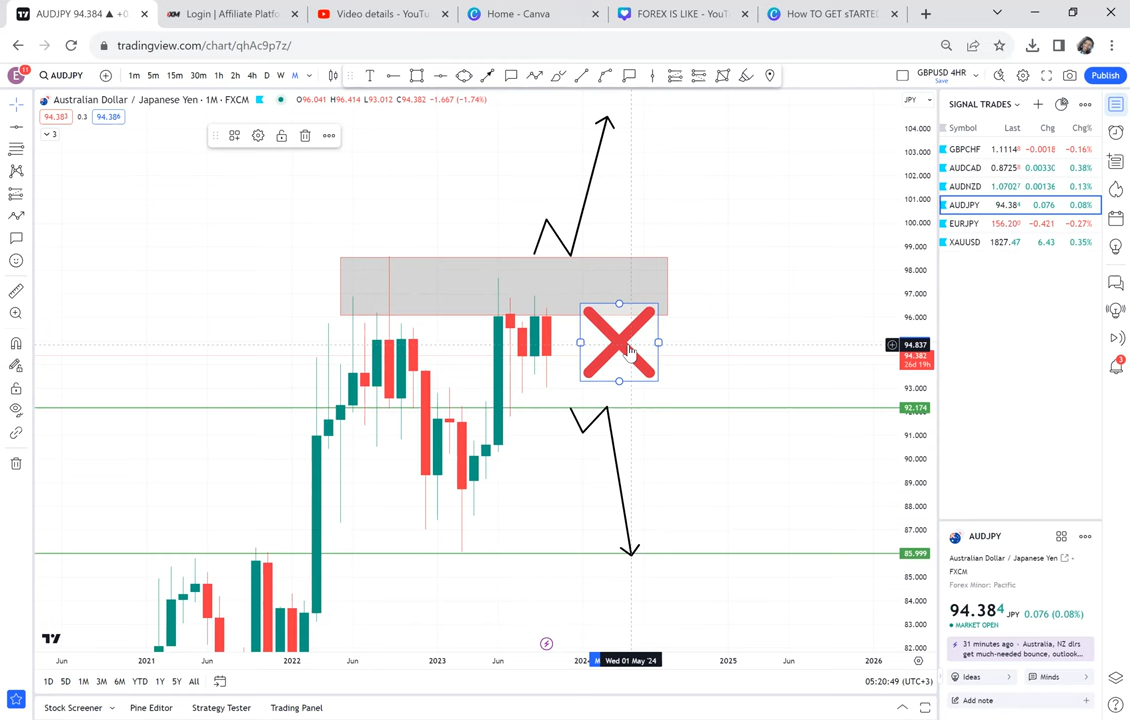 AUDJPY 94.384 ▲ +0
XM Login | Affiliate Platfo
Video details - YouTu
Home - Canva
FOREX IS LIKE - YouT
How TO GET sTARTED
tradingview.com/chart/qhAc9p7z/
E 11
AUDJPY
1m 5m 15m 30m 1h 2h 4h D W M
GBPUSD 4HR
Save
Publish
Australian Dollar / Japanese Yen · 1M · FXCM O96.041 H96.414 L93.012 C94.382 −1.667 (−1.74%)
94.383 0.3 94.386
3
JPY
104.000
103.000
102.000
101.000
100.000
99.000
98.000
97.000
96.000
94.837
94.382
26d 19h
93.000
92.174
91.000
90.000
89.000
88.000
87.000
85.999
85.000
84.000
83.000
82.000
Jun 2021 Jun 2022 Jun 2023 Jun 2024 M Wed 01 May '24 2025 Jun 2026
1D 5D 1M 3M 6M YTD 1Y 5Y All
05:20:49 (UTC+3)
Stock Screener Pine Editor Strategy Tester Trading Panel
SIGNAL TRADES
Symbol Last Chg Chg%
GBPCHF 1.1114 −0.0018 −0.16%
AUDCAD 0.8725 0.00330 0.38%
AUDNZD 1.0702 0.00136 0.13%
AUDJPY 94.384 0.076 0.08%
EURJPY 156.200 −0.421 −0.27%
XAUUSD 1827.47 6.43 0.35%
3
AUDJPY
Australian Dollar / Japanese Yen
FXCM
Forex Minor: Pacific
94.384 JPY 0.076 (0.08%)
MARKET OPEN
31 minutes ago · Australia, NZ dlrs
get much-needed bounce, outlook...
Ideas
Minds
Add note